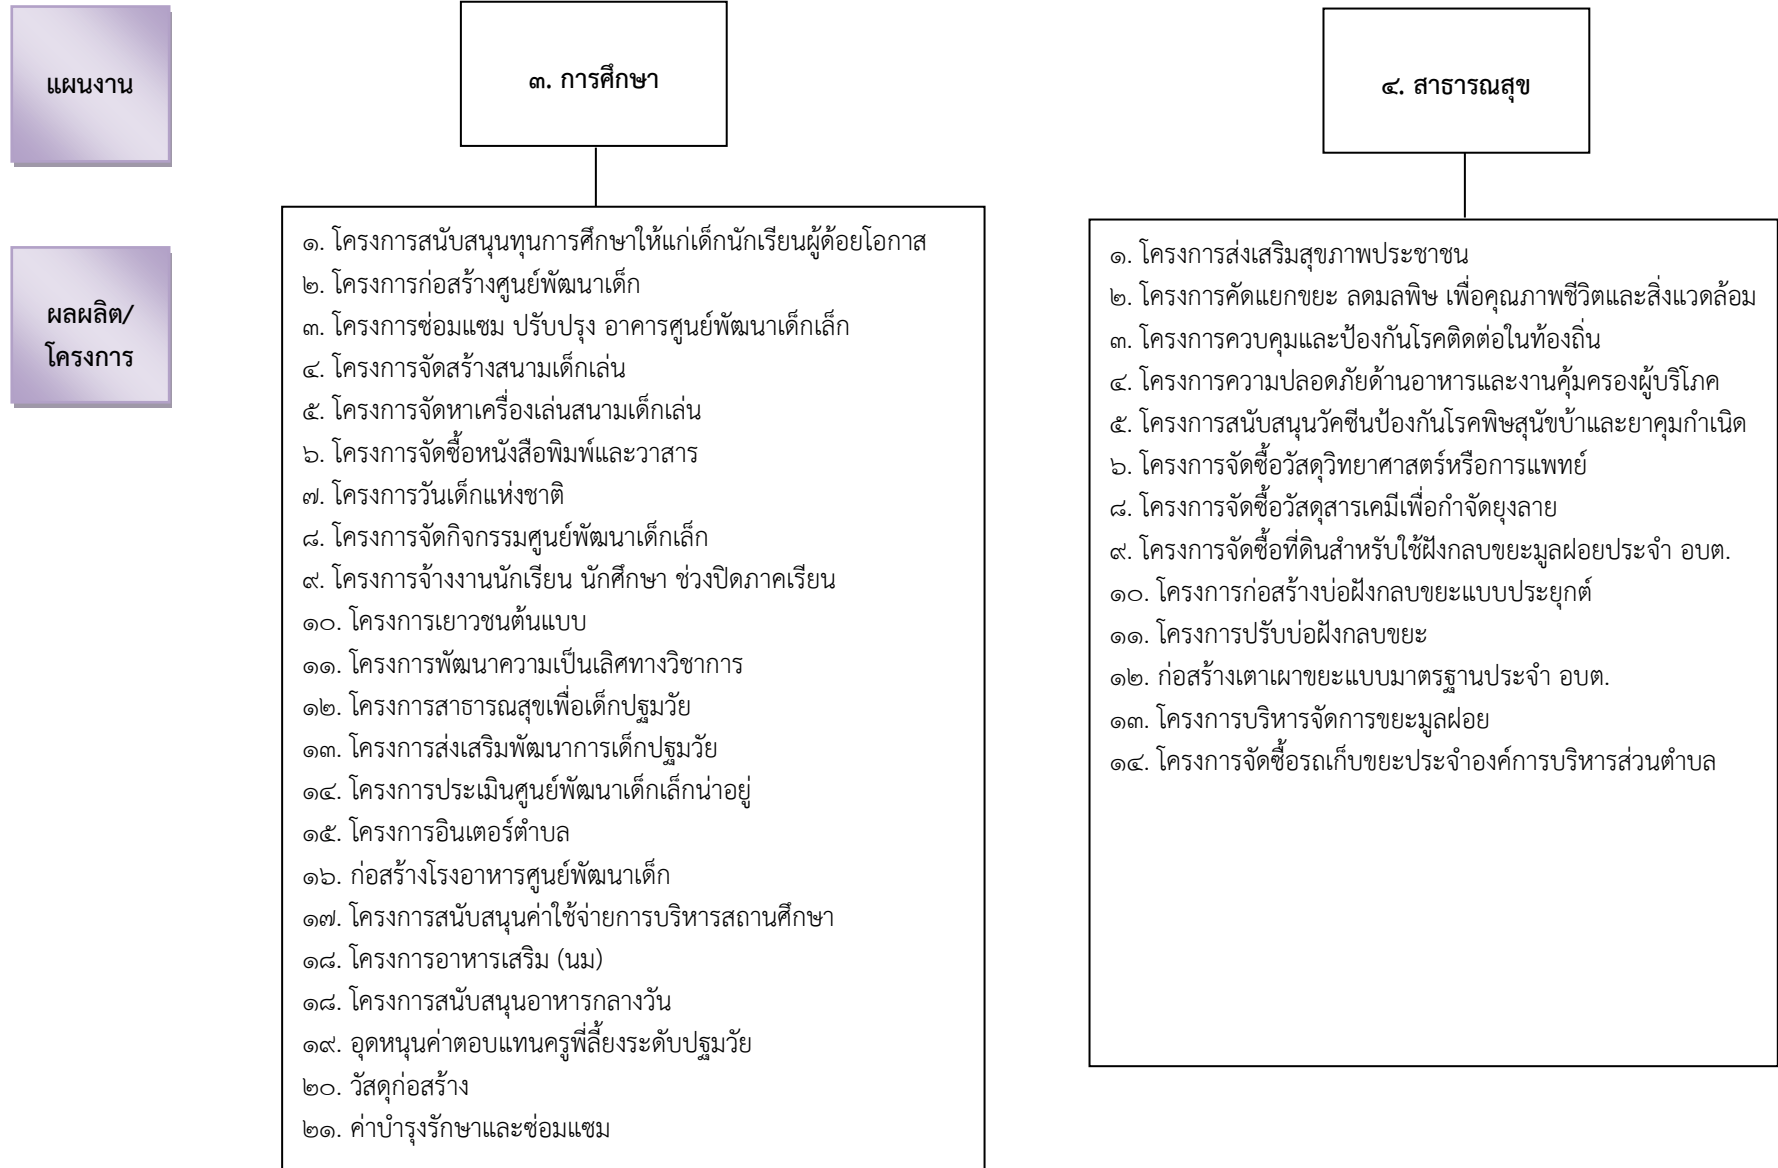 แผนงาน
๓. การศึกษา
๔. สาธารณสุข
ผลผลิต/
โครงการ
๑. โครงการสนับสนุนทุนการศึกษาให้แก่เด็กนักเรียนผู้ด้อยโอกาส
๒. โครงการก่อสร้างศูนย์พัฒนาเด็ก
๓. โครงการซ่อมแซม ปรับปรุง อาคารศูนย์พัฒนาเด็กเล็ก
๔. โครงการจัดสร้างสนามเด็กเล่น
๕. โครงการจัดหาเครื่องเล่นสนามเด็กเล่น
๖. โครงการจัดซื้อหนังสือพิมพ์และวาสาร
๗. โครงการวันเด็กแห่งชาติ
๘. โครงการจัดกิจกรรมศูนย์พัฒนาเด็กเล็ก
๙. โครงการจ้างงานนักเรียน นักศึกษา ช่วงปิดภาคเรียน
๑๐. โครงการเยาวชนต้นแบบ
๑๑. โครงการพัฒนาความเป็นเลิศทางวิชาการ
๑๒. โครงการสาธารณสุขเพื่อเด็กปฐมวัย
๑๓. โครงการส่งเสริมพัฒนาการเด็กปฐมวัย
๑๔. โครงการประเมินศูนย์พัฒนาเด็กเล็กน่าอยู่
๑๕. โครงการอินเตอร์ตำบล
๑๖. ก่อสร้างโรงอาหารศูนย์พัฒนาเด็ก
๑๗. โครงการสนับสนุนค่าใช้จ่ายการบริหารสถานศึกษา
๑๘. โครงการอาหารเสริม (นม)
๑๘. โครงการสนับสนุนอาหารกลางวัน
๑๙. อุดหนุนค่าตอบแทนครูพี่ลี้ยงระดับปฐมวัย
๒๐. วัสดุก่อสร้าง
๒๑. ค่าบำรุงรักษาและซ่อมแซม
๑. โครงการส่งเสริมสุขภาพประชาชน
๒. โครงการคัดแยกขยะ ลดมลพิษ เพื่อคุณภาพชีวิตและสิ่งแวดล้อม
๓. โครงการควบคุมและป้องกันโรคติดต่อในท้องถิ่น
๔. โครงการความปลอดภัยด้านอาหารและงานคุ้มครองผู้บริโภค
๕. โครงการสนับสนุนวัคซีนป้องกันโรคพิษสุนัขบ้าและยาคุมกำเนิด
๖. โครงการจัดซื้อวัสดุวิทยาศาสตร์หรือการแพทย์
๘. โครงการจัดซื้อวัสดุสารเคมีเพื่อกำจัดยุงลาย
๙. โครงการจัดซื้อที่ดินสำหรับใช้ฝังกลบขยะมูลฝอยประจำ อบต.
๑๐. โครงการก่อสร้างบ่อฝังกลบขยะแบบประยุกต์
๑๑. โครงการปรับบ่อฝังกลบขยะ
๑๒. ก่อสร้างเตาเผาขยะแบบมาตรฐานประจำ อบต.
๑๓. โครงการบริหารจัดการขยะมูลฝอย
๑๔. โครงการจัดซื้อรถเก็บขยะประจำองค์การบริหารส่วนตำบล